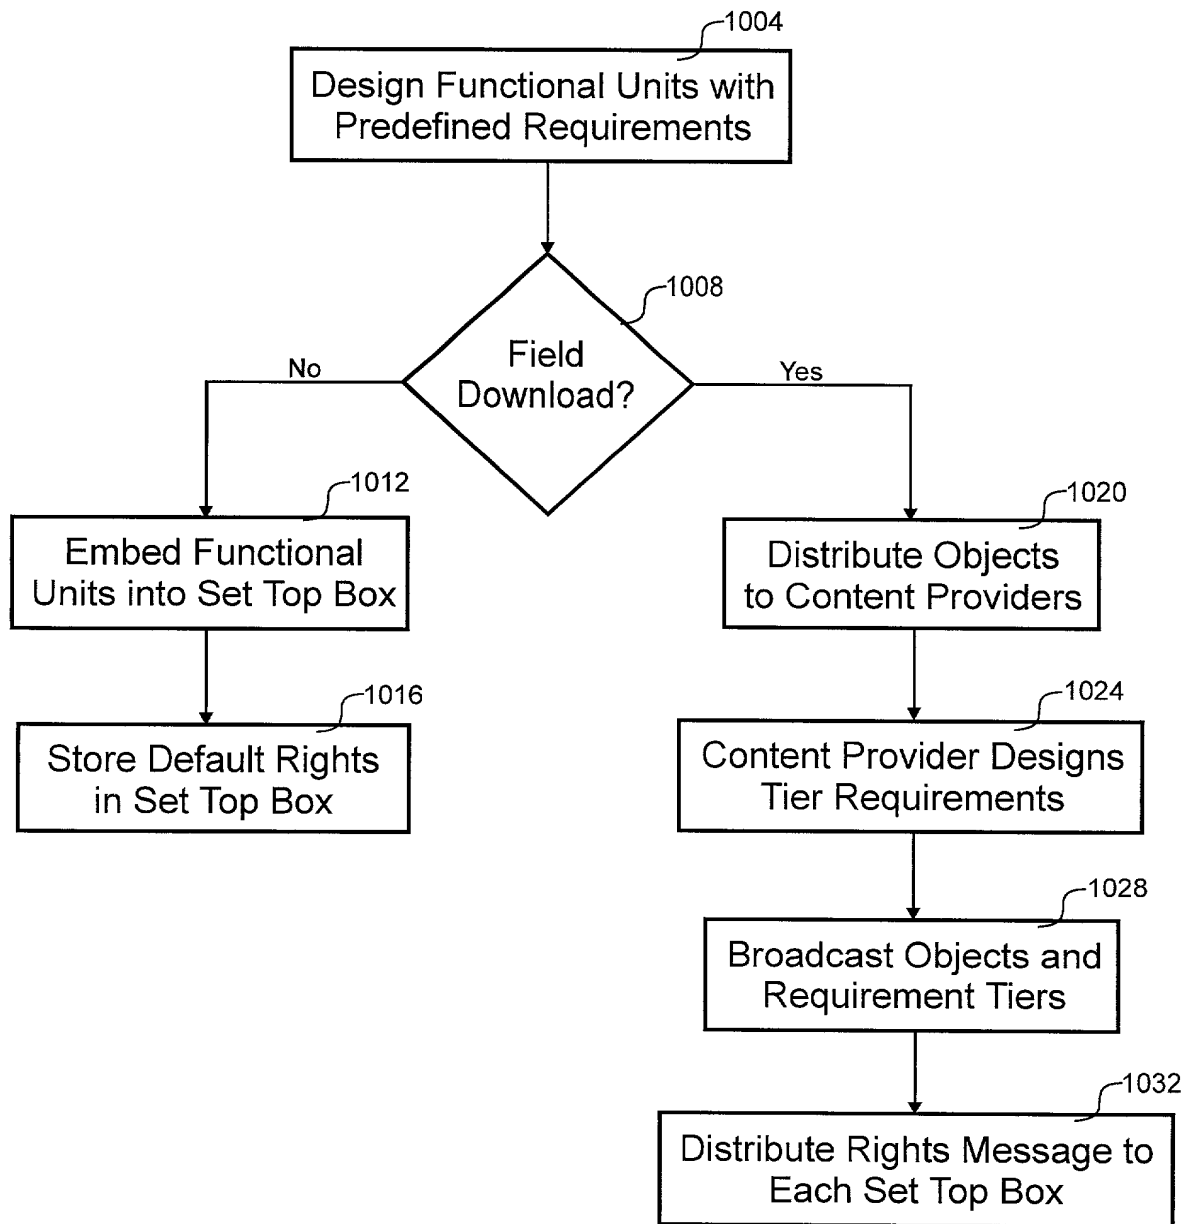 1004
Design Functional Units with
Predefined Requirements
1008
Field
Download?
No
Yes
1012
Embed Functional
Units into Set Top Box
1016
Store Default Rights
in Set Top Box
1020
Distribute Objects
to Content Providers
1024
Content Provider Designs
Tier Requirements
1028
Broadcast Objects and
Requirement Tiers
1032
Distribute Rights Message to
Each Set Top Box